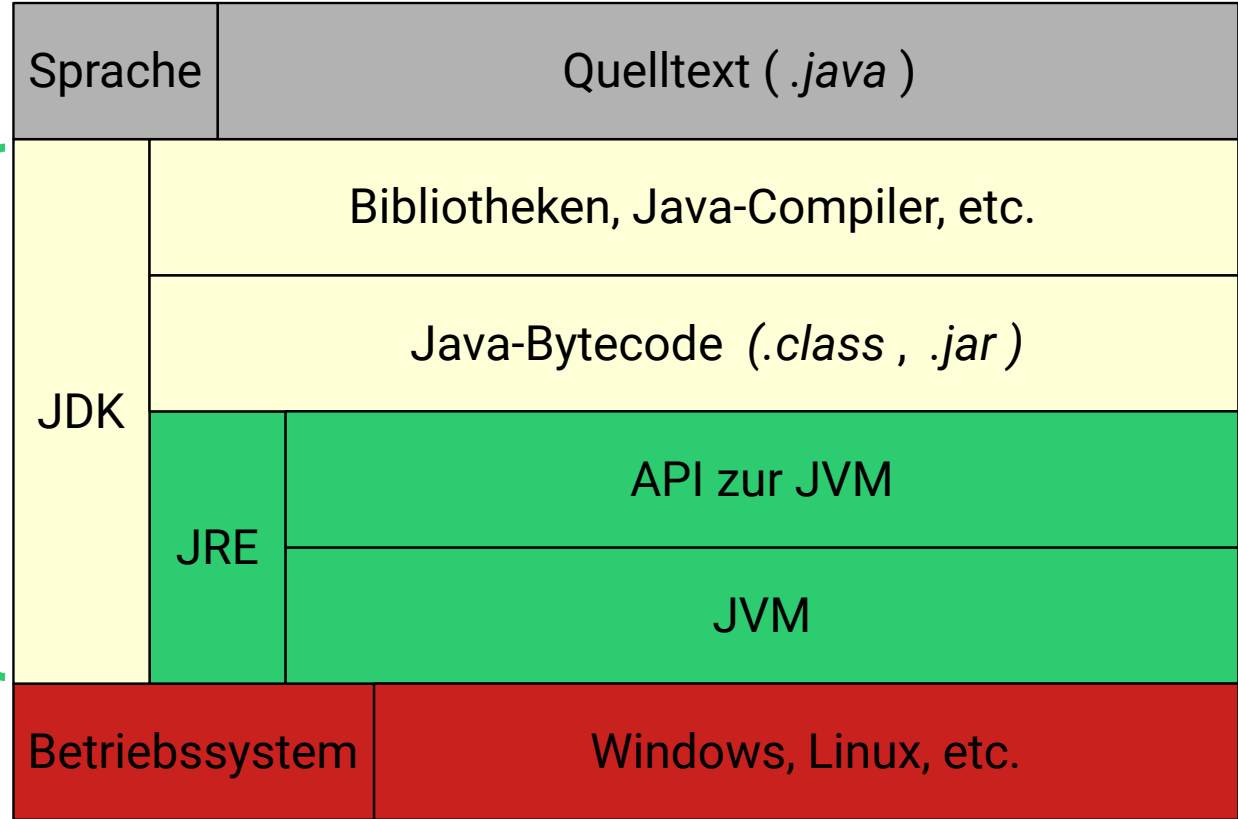 Sprache
Quelltext ( .java )
Bibliotheken, Java-Compiler, etc.
Java-Bytecode (.class , .jar )
JDK
API zur JVM
JRE
JVM
Betriebssystem
Windows, Linux, etc.